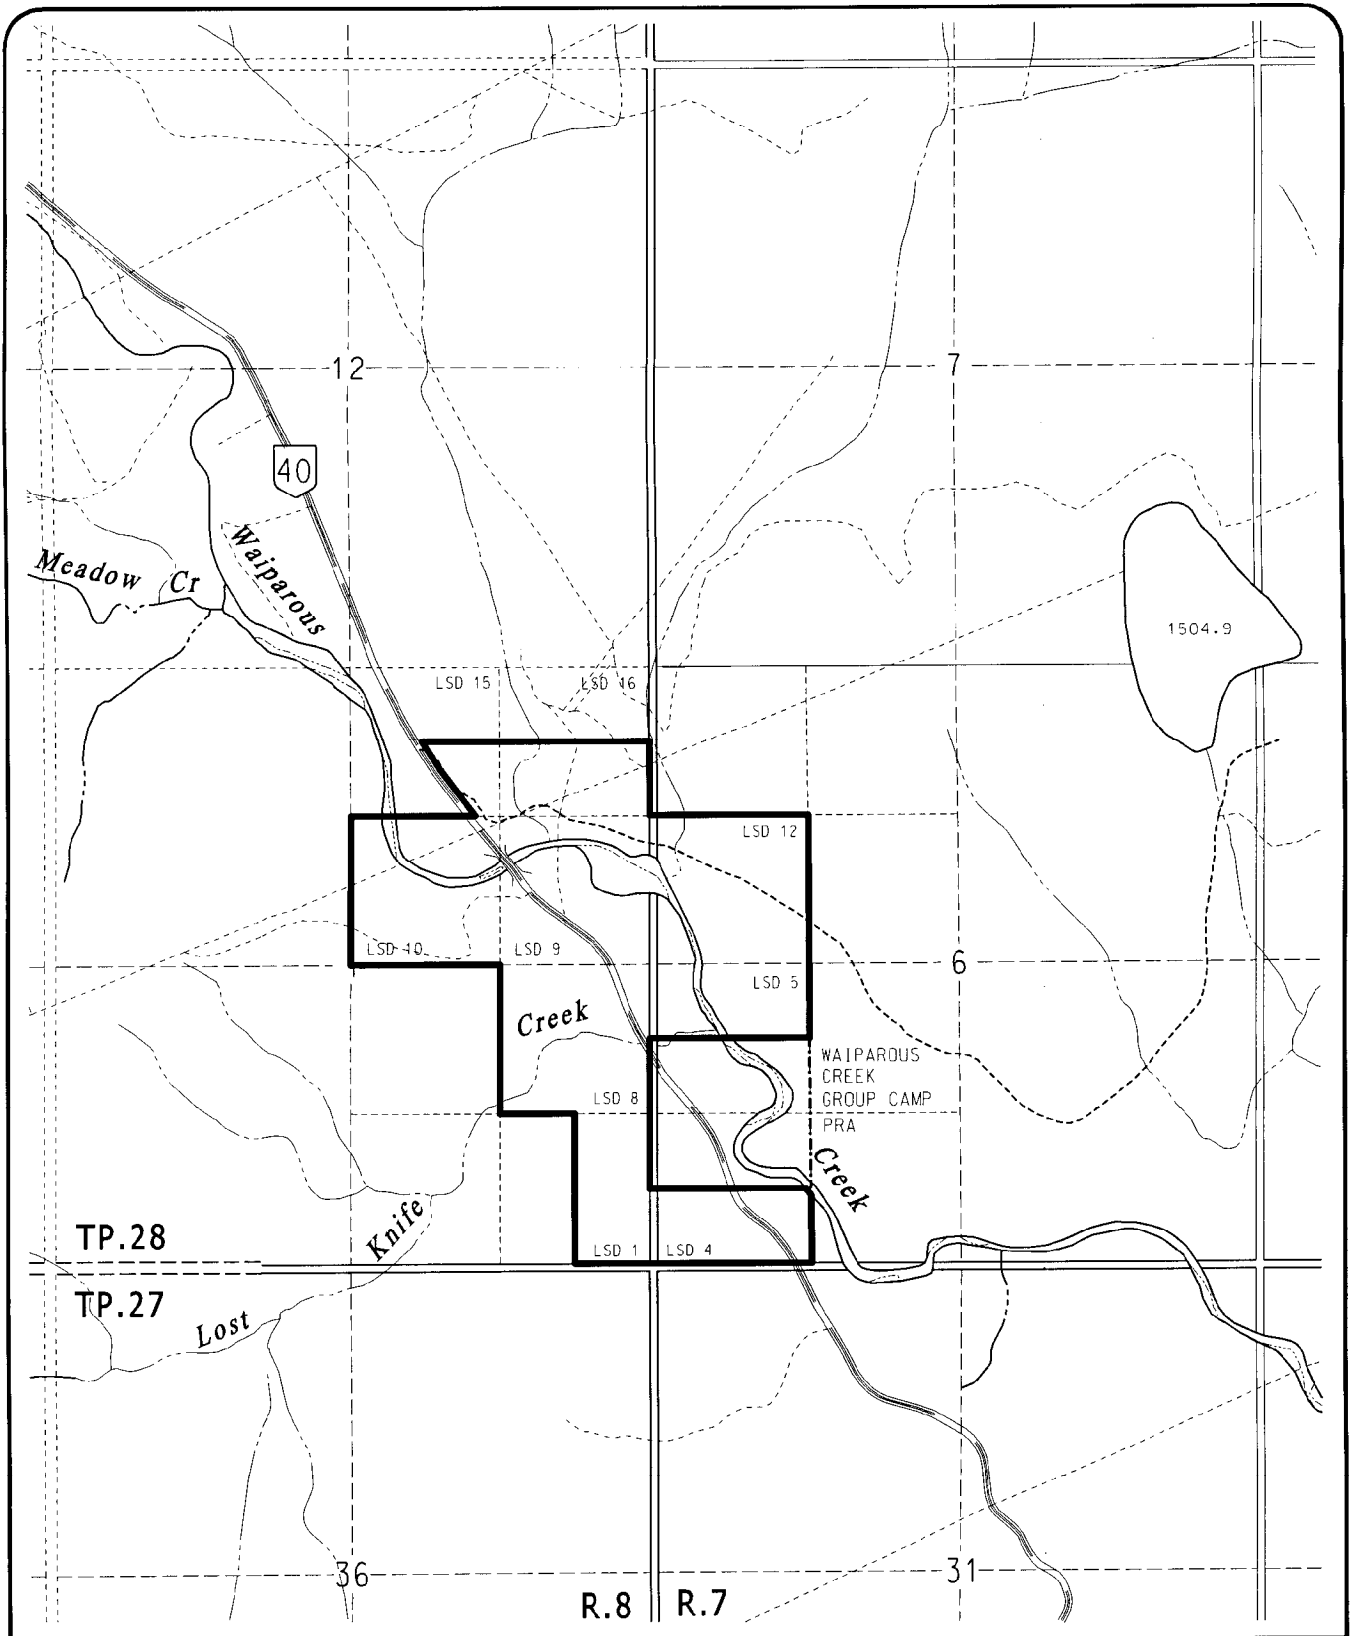 12
7
40
Waiparous
Meadow Cr
1504.9
LSD 15
LSD 16
LSD 12
LSD 10
LSD 9
6
LSD 5
Creek
WAIPAROUS
CREEK
GROUP CAMP
PRA
LSD 8
Creek
Knife
TP.28
LSD 1
LSD 4
TP.27
Lost
36
31
R.8
R.7